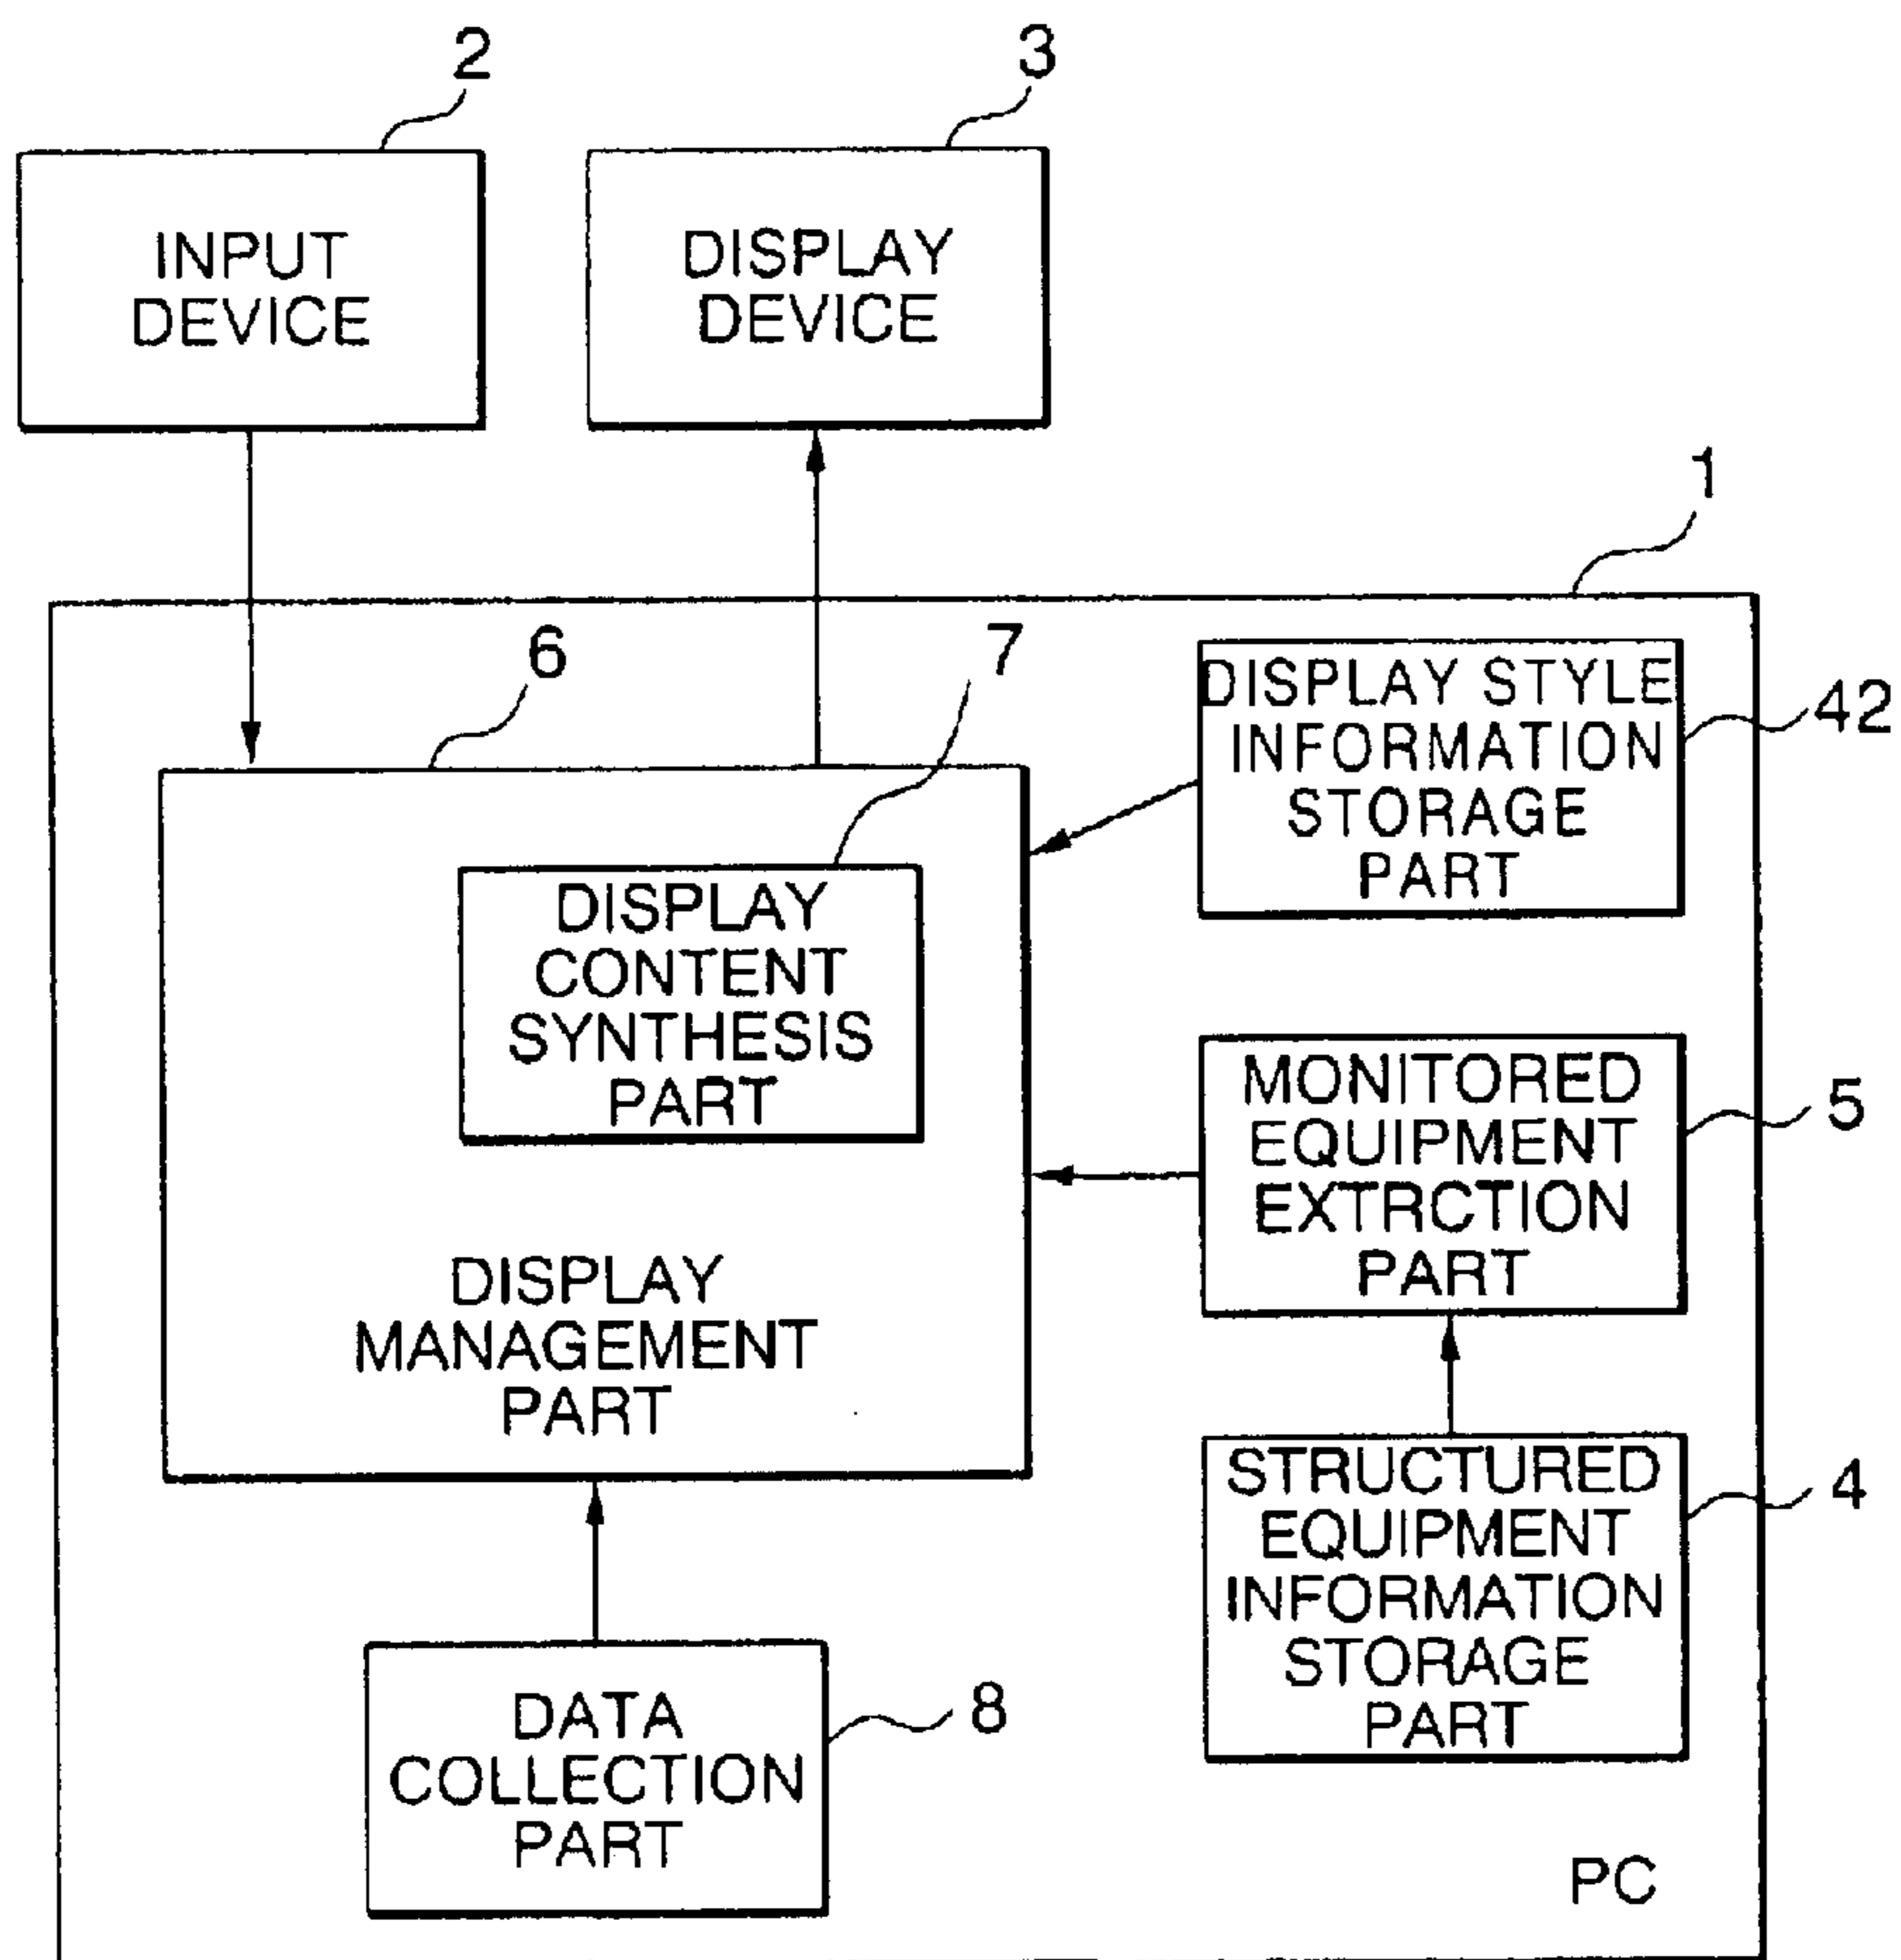 2
3
INPUT
DEVICE
DISPLAY
DEVICE
1
6
7
DISPLAY STYLE
INFORMATION
STORAGE
PART
42
DISPLAY
CONTENT
SYNTHESIS
PART
MONITORED
EQUIPMENT
EXTRCTION
PART
5
DISPLAY
MANAGEMENT
PART
STRUCTURED
EQUIPMENT
INFORMATION
STORAGE
PART
4
DATA
COLLECTION
PART
8
PC